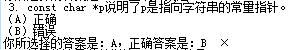 3. const char *p说明了p是指向字符串的常量指针。
(A) 正确
(B) 错误
你所选择的答案是: A, 正确答案是: B ×